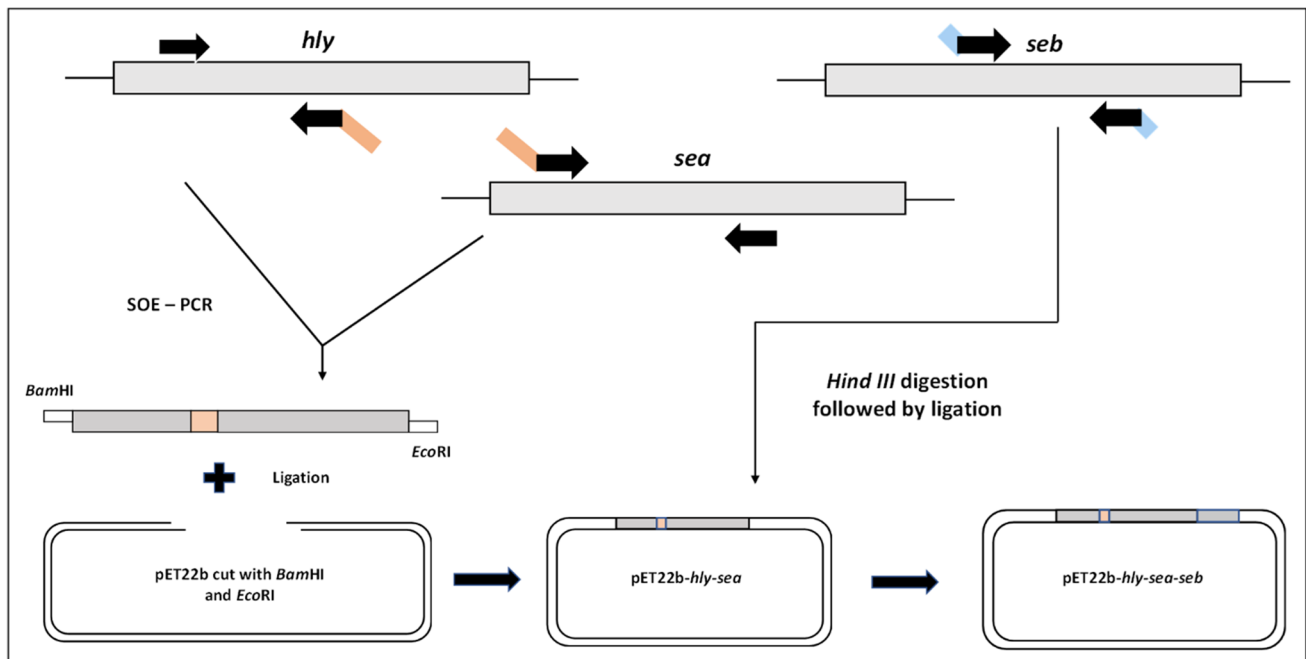 hly
seb
sea
SOE – PCR
BamHI
EcoRI
Hind III digestion
followed by ligation
Ligation
pET22b cut with BamHI
and EcoRI
pET22b-hly-sea
pET22b-hly-sea-seb